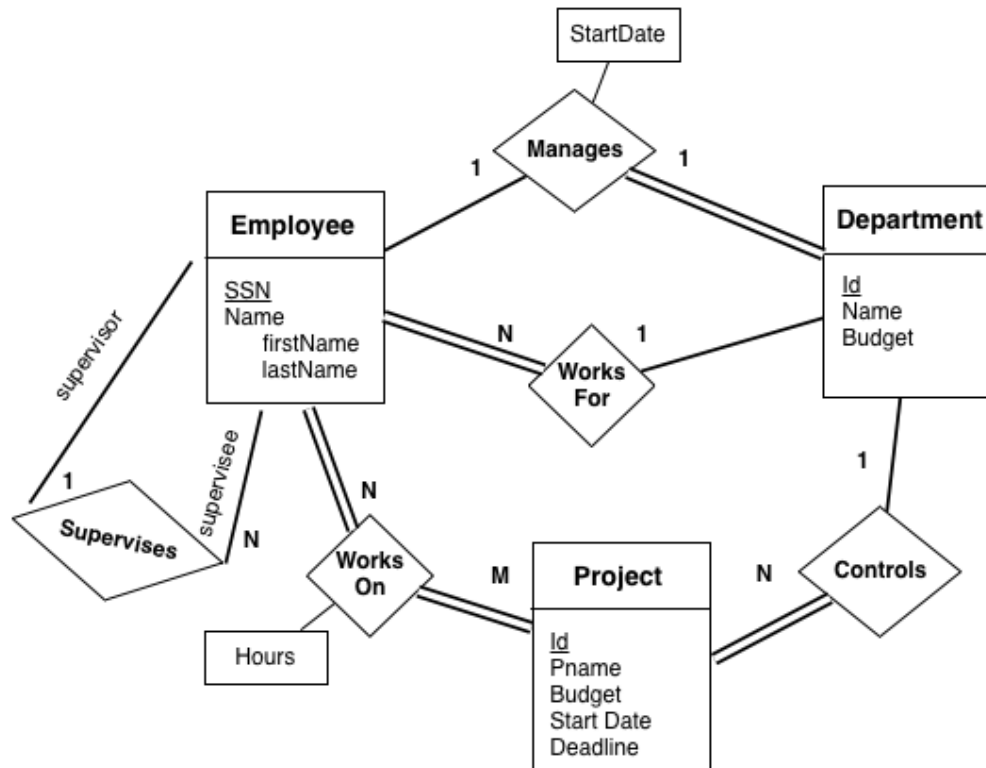 StartDate
Manages
1
1
Employee
SSN
Name
firstName
lastName
Department
Id
Name
Budget
N
1
Works
For
supervisor
1
supervisee
N
Supervises
N
Works
On
M
Hours
1
N
Controls
Project
Id
Pname
Budget
Start Date
Deadline